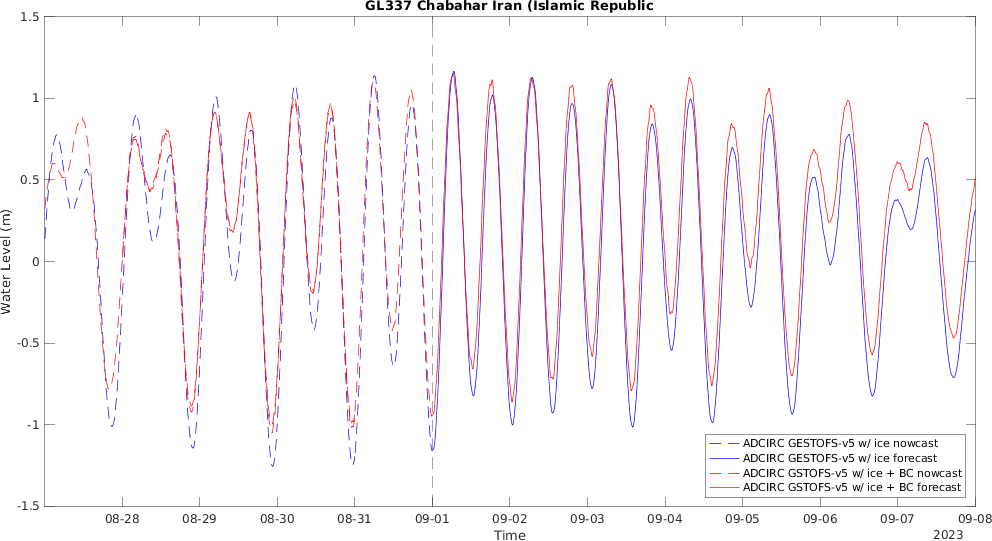 GL337 Chabahar Iran (Islamic Republic
1.5
1
0.5
0
-0.5
-1
-1.5
Water Level (m)
08-28 08-29 08-30 08-31 09-01 09-02 09-03 09-04 09-05 09-06 09-07 09-08
Time
2023
ADCIRC GESTOFS-v5 w/ ice nowcast
ADCIRC GESTOFS-v5 w/ ice forecast
ADCIRC GSTOFS-v5 w/ ice + BC nowcast
ADCIRC GSTOFS-v5 w/ ice + BC forecast